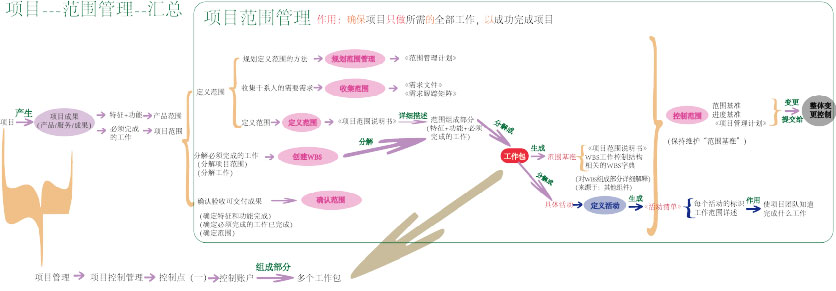 项目---范围管理--汇总
项目范围管理 作用：确保项目只做所需的全部工作，以成功完成项目
规划定义范围的方法
规划范围管理
《范围管理计划》
定义范围
收集干系人的需要需求
收集范围
《需求文件》
《需求跟踪矩阵》
定义范围
定义范围
《项目范围说明书》
详细描述
范围组成部分
（特征+功能+必须
完成的工作）
分解成
项目
产生
项目成果
(产品/服务/成果)
特征+功能
产品范围
必须完成
的工作
项目范围
分解必须完成的工作
(分解项目范围)
(分解工作)
创建WBS
分解
工作包
生成
范围基准
《项目范围说明书》
WBS工作控制结构
相关的WBS字典
(对WBS组成部分详细解释)
(来源于：其他组件)
分解成
确认验收可交付成果
确认范围
(确定特征和功能完成)
(确定必须完成的工作已完成)
(确定范围)
具体活动
定义活动
生成
《活动清单》
每个活动的标识
工作范围详述
作用
使项目团队知道
完成什么工作
控制范围
范围基准
进度基准
《项目管理计划》
(保持维护“范围基准”)
变更
提交给
整体变
更控制
项目管理
项目控制管理
控制点（一）
控制账户
组成部分
多个工作包